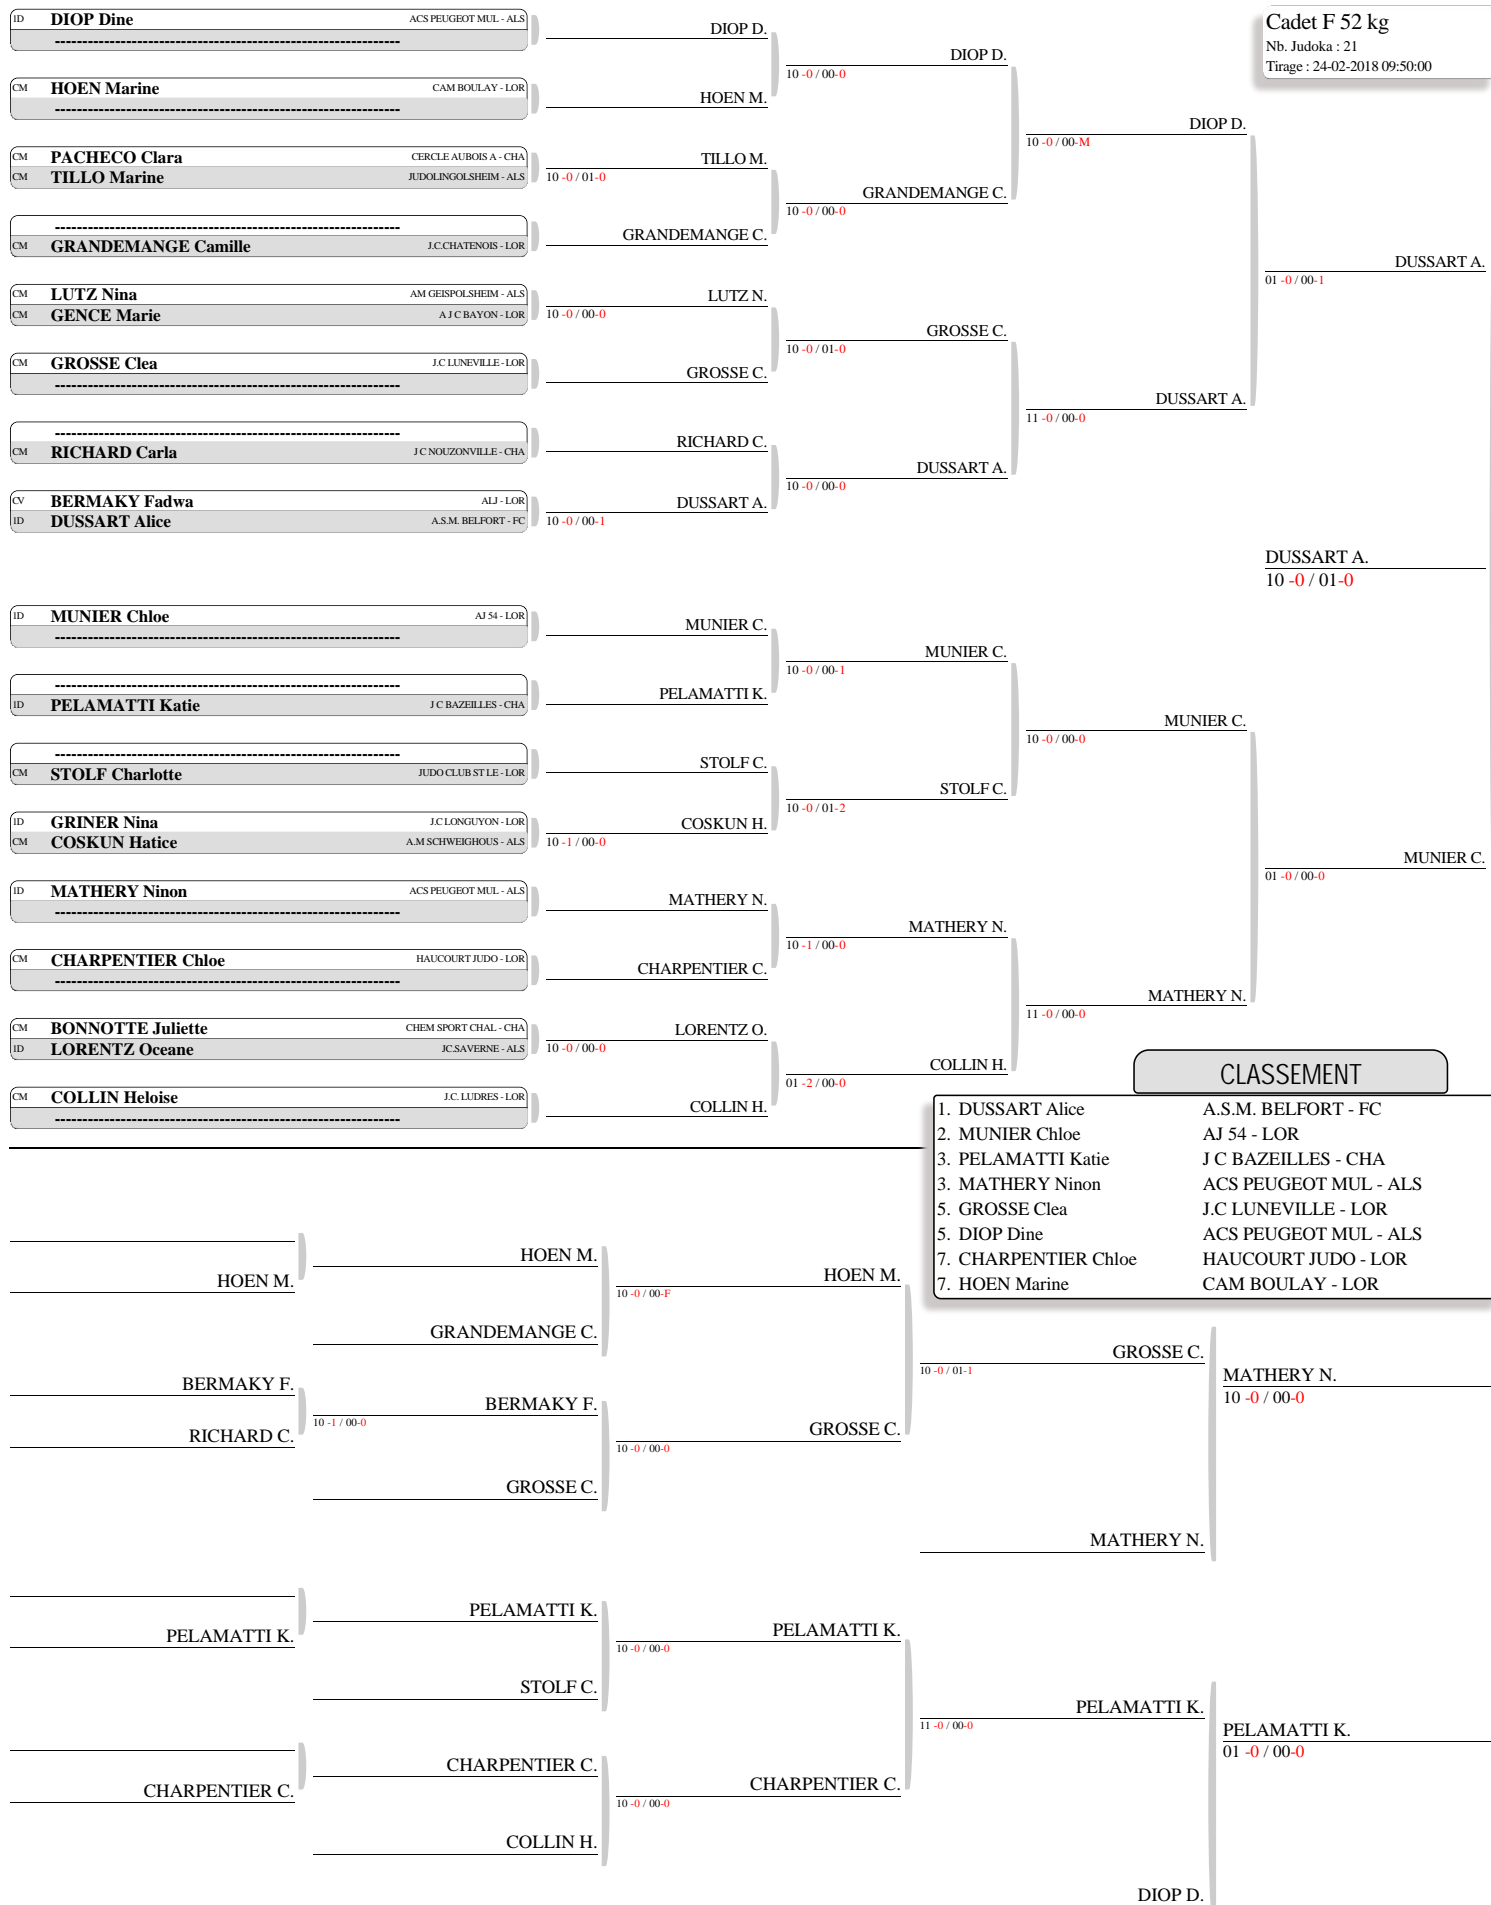 Cadet F 52 kg
Nb. Judoka : 21
Tirage : 24-02-2018 09:50:00
1D DIOP Dine ACS PEUGEOT MUL - ALS
----------------------------------------------------------------
CM HOEN Marine CAM BOULAY - LOR
----------------------------------------------------------------
CM PACHECO Clara CERCLE AUBOIS A - CHA
CM TILLO Marine JUDOLINGOLSHEIM - ALS
----------------------------------------------------------------
CM GRANDEMANGE Camille J.C.CHATENOIS - LOR
CM LUTZ Nina AM GEISPOLSHEIM - ALS
CM GENCE Marie A J C BAYON - LOR
CM GROSSE Clea J.C LUNEVILLE - LOR
----------------------------------------------------------------
----------------------------------------------------------------
CM RICHARD Carla J C NOUZONVILLE - CHA
CV BERMAKY Fadwa ALJ - LOR
1D DUSSART Alice A.S.M. BELFORT - FC
1D MUNIER Chloe AJ 54 - LOR
----------------------------------------------------------------
----------------------------------------------------------------
1D PELAMATTI Katie J C BAZEILLES - CHA
----------------------------------------------------------------
CM STOLF Charlotte JUDO CLUB ST LE - LOR
1D GRINER Nina J.C LONGUYON - LOR
CM COSKUN Hatice A.M SCHWEIGHOUS - ALS
1D MATHERY Ninon ACS PEUGEOT MUL - ALS
----------------------------------------------------------------
CM CHARPENTIER Chloe HAUCOURT JUDO - LOR
----------------------------------------------------------------
CM BONNOTTE Juliette CHEM SPORT CHAL - CHA
1D LORENTZ Oceane JC.SAVERNE - ALS
CM COLLIN Heloise J.C. LUDRES - LOR
----------------------------------------------------------------
DIOP D.
HOEN M.
TILLO M.
10 -0 / 01-0
GRANDEMANGE C.
LUTZ N.
10 -0 / 00-0
GROSSE C.
RICHARD C.
DUSSART A.
10 -0 / 00-1
MUNIER C.
PELAMATTI K.
STOLF C.
COSKUN H.
10 -1 / 00-0
MATHERY N.
CHARPENTIER C.
LORENTZ O.
10 -0 / 00-0
COLLIN H.
DIOP D.
10 -0 / 00-0
GRANDEMANGE C.
10 -0 / 00-0
GROSSE C.
10 -0 / 01-0
DUSSART A.
10 -0 / 00-0
MUNIER C.
10 -0 / 00-1
STOLF C.
10 -0 / 01-2
MATHERY N.
10 -1 / 00-0
COLLIN H.
01 -2 / 00-0
DIOP D.
10 -0 / 00-M
DUSSART A.
11 -0 / 00-0
MUNIER C.
10 -0 / 00-0
MATHERY N.
11 -0 / 00-0
DUSSART A.
01 -0 / 00-1
DUSSART A.
10 -0 / 01-0
MUNIER C.
01 -0 / 00-0
CLASSEMENT
1. DUSSART Alice A.S.M. BELFORT - FC
2. MUNIER Chloe AJ 54 - LOR
3. PELAMATTI Katie J C BAZEILLES - CHA
3. MATHERY Ninon ACS PEUGEOT MUL - ALS
5. GROSSE Clea J.C LUNEVILLE - LOR
5. DIOP Dine ACS PEUGEOT MUL - ALS
7. CHARPENTIER Chloe HAUCOURT JUDO - LOR
7. HOEN Marine CAM BOULAY - LOR
HOEN M.
BERMAKY F.
RICHARD C.
HOEN M.
GRANDEMANGE C.
BERMAKY F.
10 -1 / 00-0
GROSSE C.
HOEN M.
10 -0 / 00-F
GROSSE C.
10 -0 / 00-0
GROSSE C.
10 -0 / 01-1
MATHERY N.
MATHERY N.
10 -0 / 00-0
PELAMATTI K.
CHARPENTIER C.
PELAMATTI K.
STOLF C.
CHARPENTIER C.
COLLIN H.
PELAMATTI K.
10 -0 / 00-0
CHARPENTIER C.
10 -0 / 00-0
PELAMATTI K.
11 -0 / 00-0
DIOP D.
PELAMATTI K.
01 -0 / 00-0